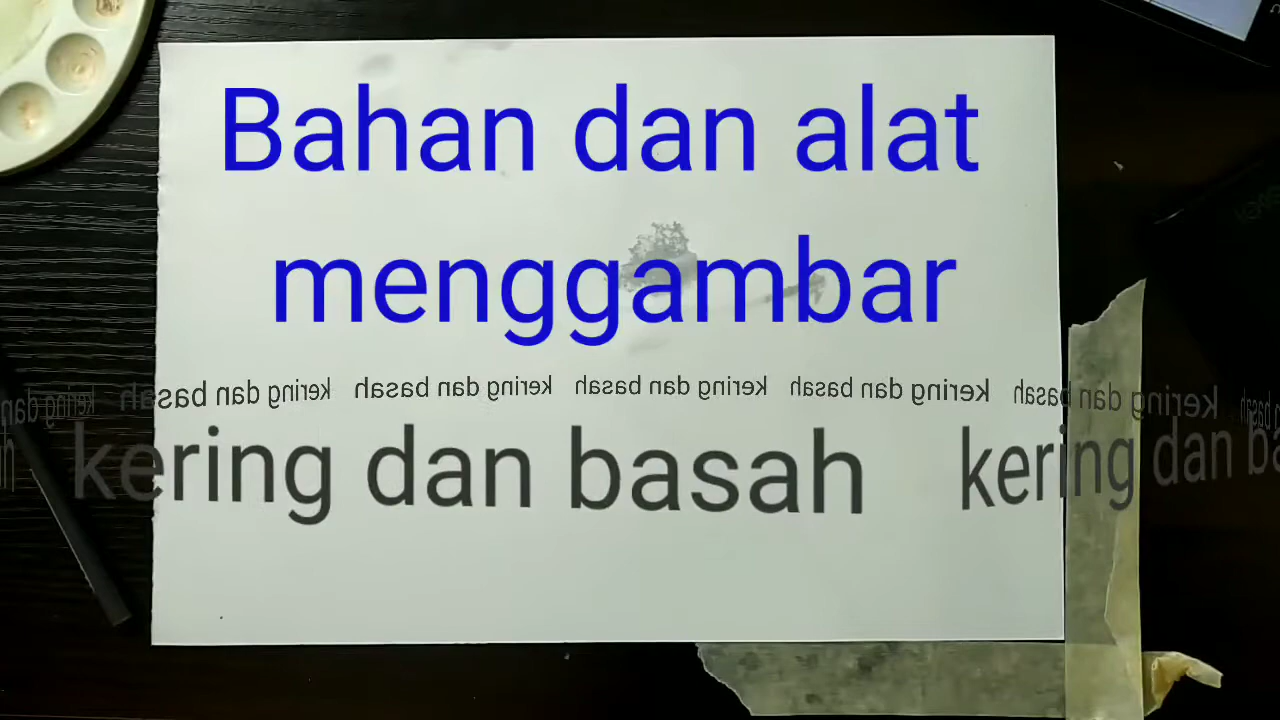 Bahan dan alat
menggambar
kering dan basah kering dan basah kering dan basah kering dan basah kering dan basah
kering dan basah kering dan